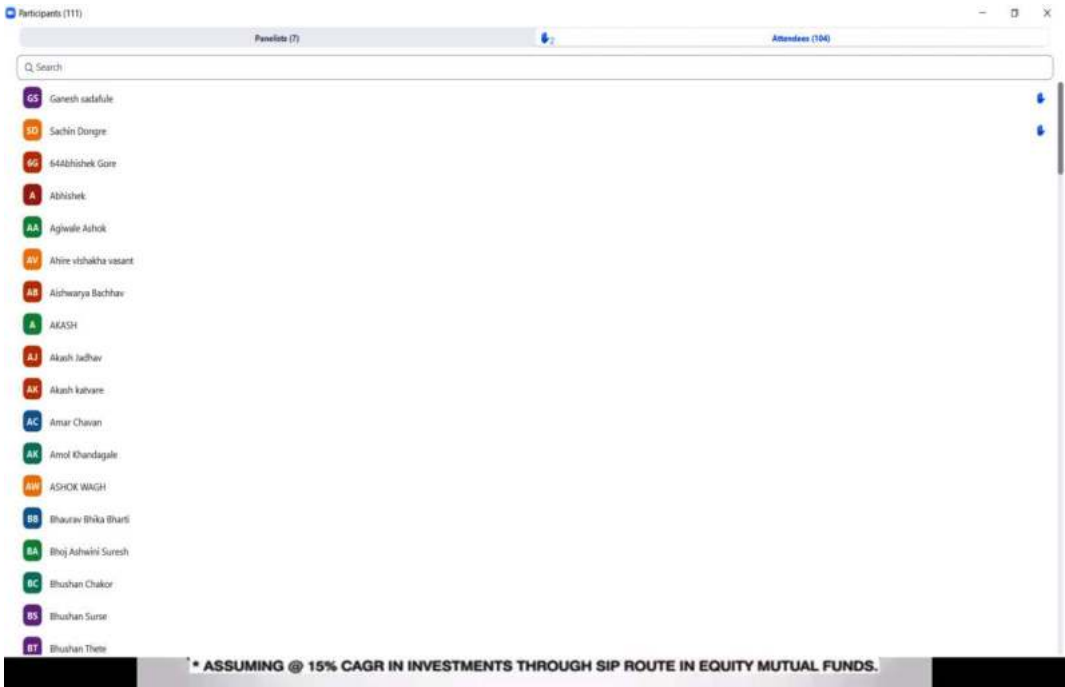 Participants (111)
Panelists (7) 2 Attendees (104)
Search
GS Ganesh sadafule
SD Sachin Dongre
6G 64Abhishek Gore
A Abhishek
AA Agiwale Ashok
AV Ahire vishakha vasant
AB Aishwarya Bachhav
A AKASH
AJ Akash Jadhav
AK Akash katvare
AC Amar Chavan
AK Amol Khandagale
AW ASHOK WAGH
BB Bhaurav Bhika Bharti
BA Bhoj Ashwini Suresh
BC Bhushan Chakor
BS Bhushan Surse
BT Bhushan Thete
* ASSUMING @ 15% CAGR IN INVESTMENTS THROUGH SIP ROUTE IN EQUITY MUTUAL FUNDS.